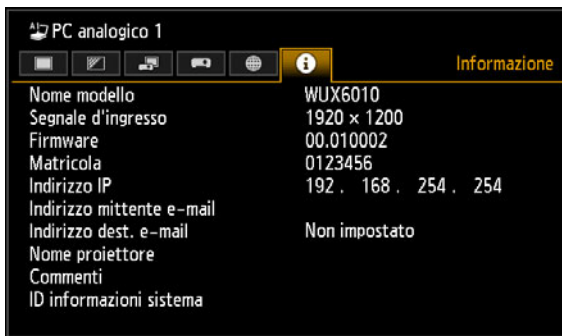 PC analogico 1
Informazione
Nome modello WUX6010
Segnale d'ingresso 1920 × 1200
Firmware 00.010002
Matricola 0123456
Indirizzo IP 192 . 168 . 254 . 254
Indirizzo mittente e-mail
Indirizzo dest. e-mail Non impostato
Nome proiettore
Commenti
ID informazioni sistema